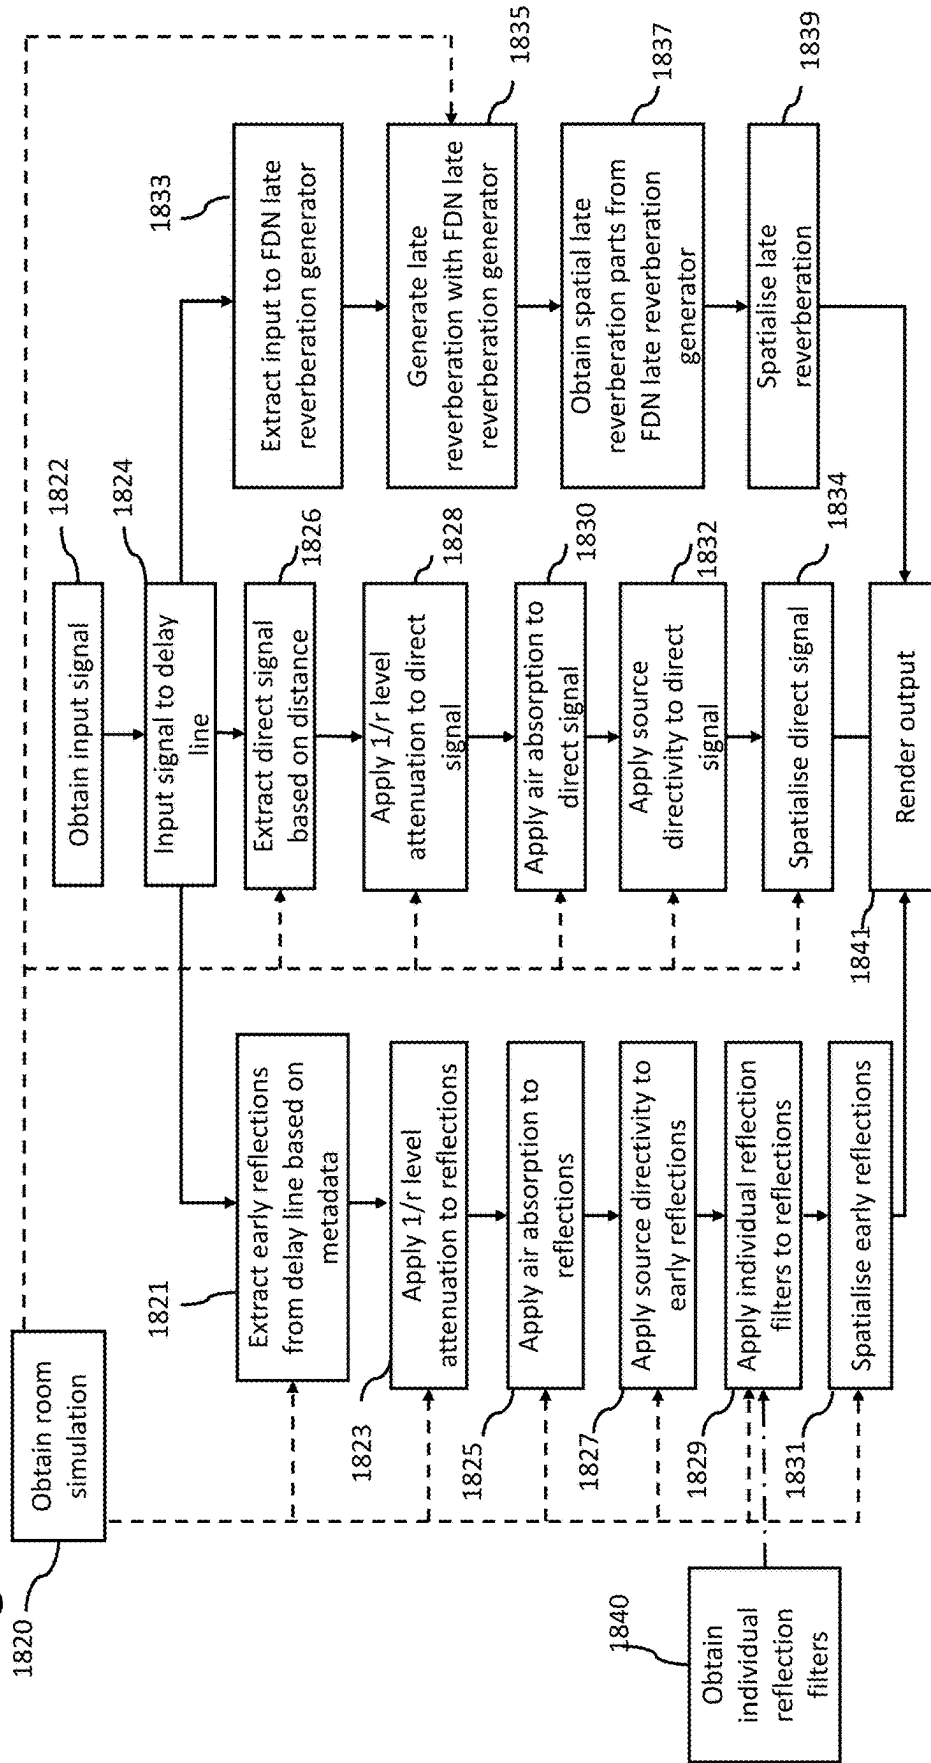 1820
Obtain room
simulation
Obtain input signal
1822
Input signal to delay
line
1824
1821
Extract early reflections
from delay line based on
metadata
Extract direct signal
based on distance
1826
1833
Extract input to FDN late
reverberation generator
1823
Apply 1/r level
attenuation to reflections
Apply 1/r level
attenuation to direct
signal
1828
Generate late
reverberation with FDN late
reverberation generator
1835
1825
Apply air absorption to
reflections
Apply air absorption to
direct signal
1830
Obtain spatial late
reverberation parts from
FDN late reverberation
generator
1837
1827
Apply source directivity to
early reflections
Apply source
directivity to direct
signal
1832
1840
Obtain
individual
reflection
filters
1829
Apply individual reflection
filters to reflections
1831
Spatialise early reflections
Spatialise direct signal
1834
Spatialise late
reverberation
1839
1841
Render output